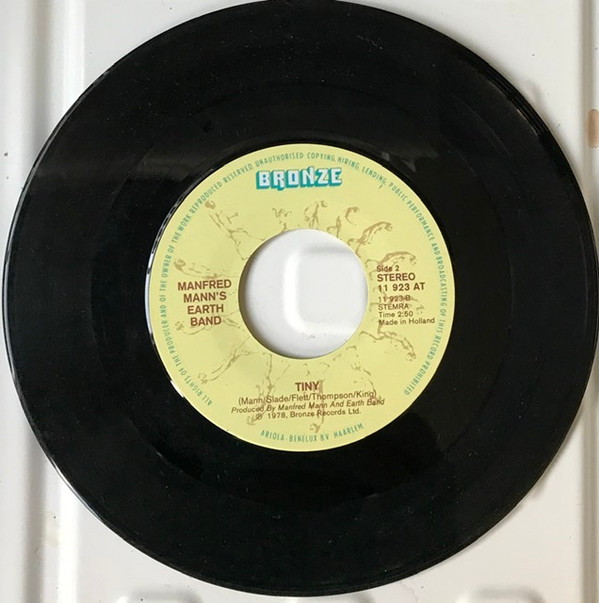 ALL RIGHTS OF THE PRODUCER AND OF THE OWNER OF THE WORK REPRODUCED RESERVED. UNAUTHORISED COPYING, HIRING, LENDING, PUBLIC PERFORMANCE AND BROADCASTING OF THIS RECORD PROHIBITED
BRONZE
MANFRED
MANN'S
EARTH
BAND
Side 2
STEREO
11 923 AT
11 923 B
STEMRA
Time 2:50
Made in Holland
TINY
(Mann/Slade/Flett/Thompson/King)
Produced By Manfred Mann And Earth Band
℗ 1978, Bronze Records Ltd.
ARIOLA-BENELUX B.V. HAARLEM